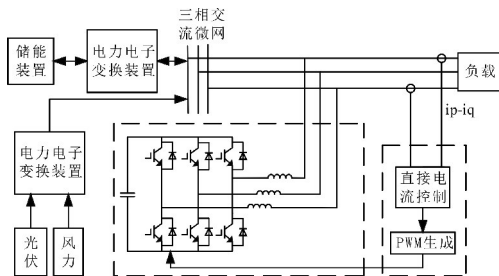 三相交
流微网
储能
装置
电力电子
变换装置
负载
ip-iq
电力电子
变换装置
直接电
流控制
PWM生成
光
伏
风
力